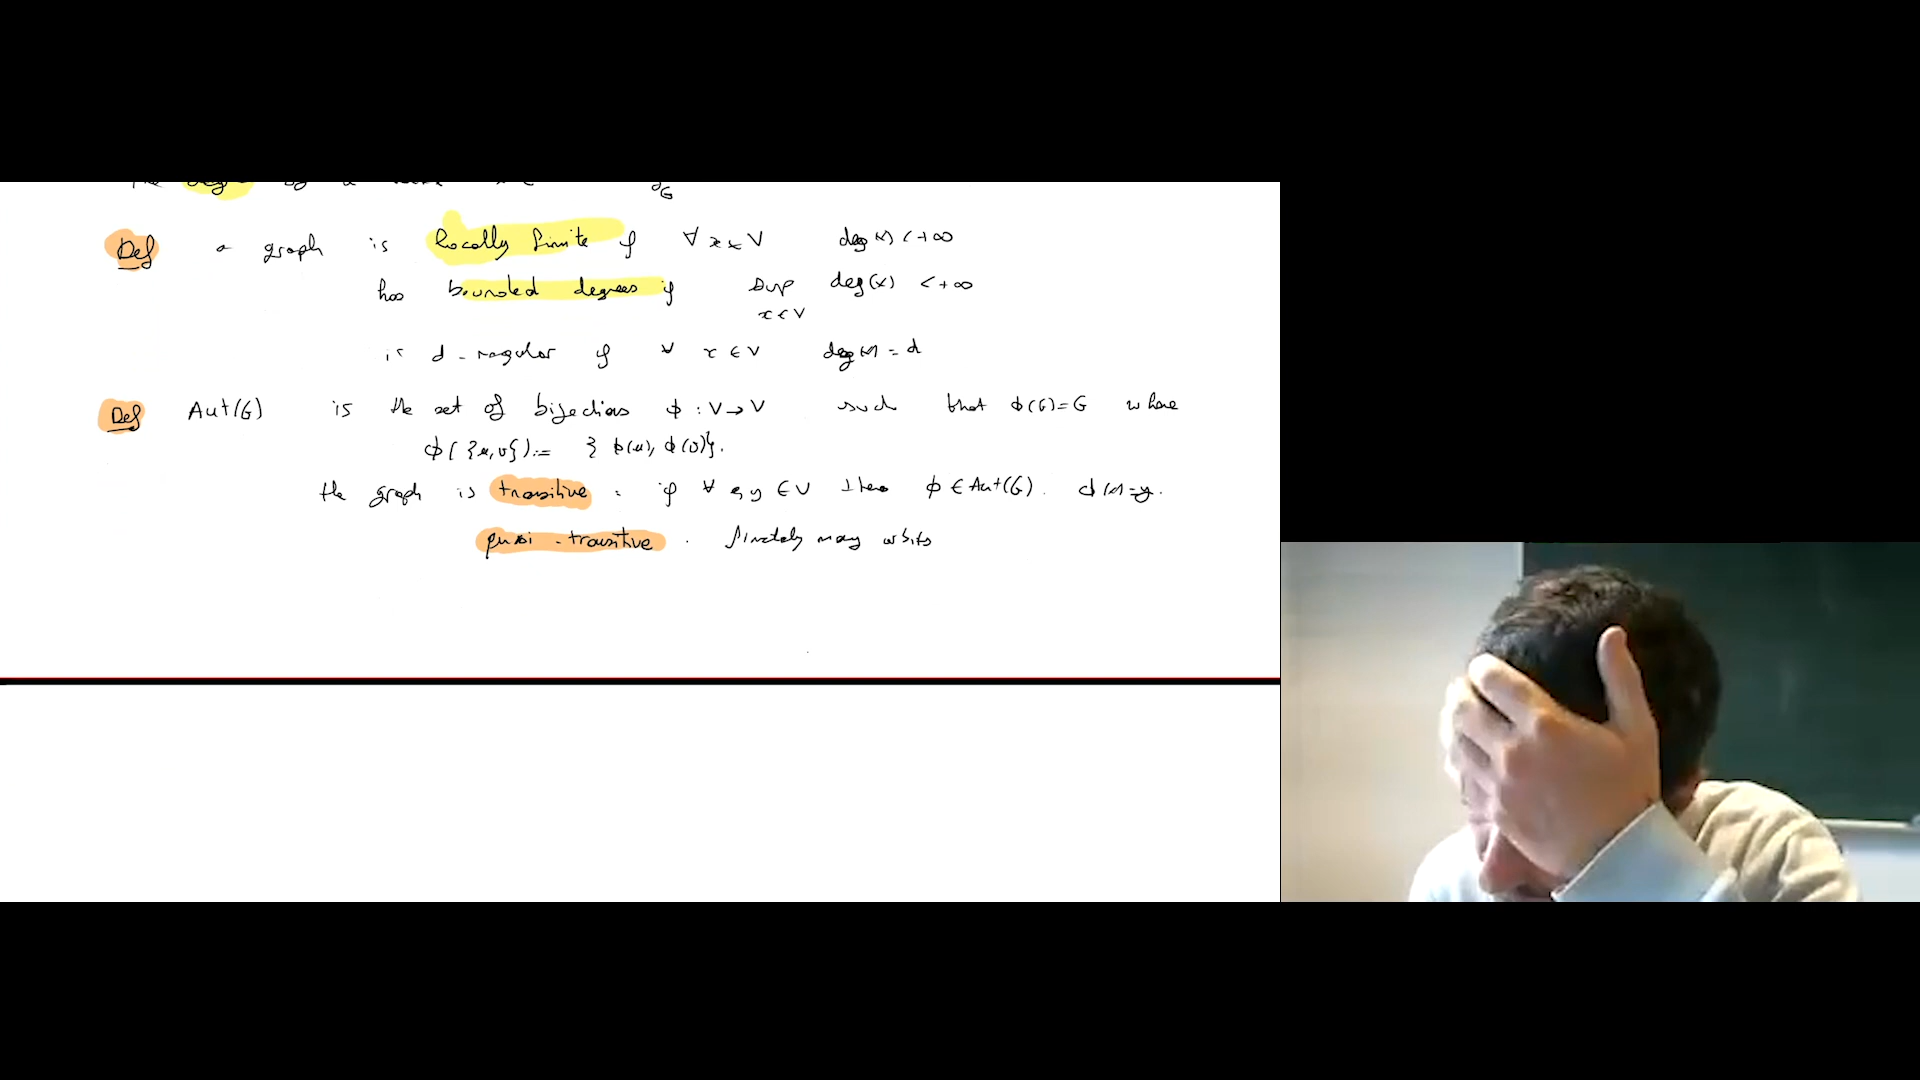 Def a graph is locally finite if ∀ x ∈ V deg(x) < +∞
has bounded degrees if sup deg(x) < +∞
x ∈ V
is d-regular if ∀ x ∈ V deg(x) = d
Def Aut(G) is the set of bijections ϕ : V → V such that ϕ(G) = G where
ϕ({u,v}) := { ϕ(u), ϕ(v)}.
the graph is transitive : if ∀ x,y ∈ V ϕ ∈ Aut(G). ϕ(x) = y.
quasi-transitive . finitely many orbits